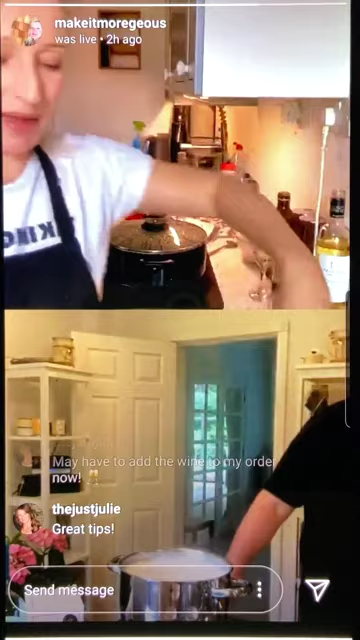 makeitmoregeous
was live • 2h ago
May have to add the wine to my orde
now!
thejustjulie
Great tips!
Send message